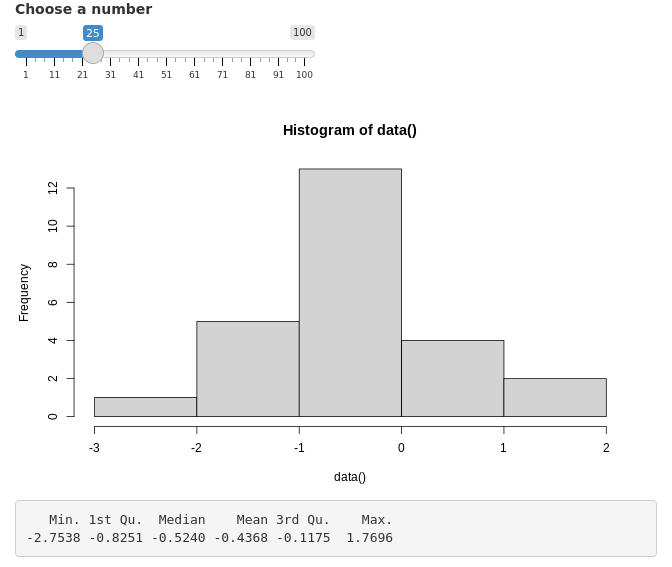 Choose a number
1 25 100
1 11 21 31 41 51 61 71 81 91 100
Histogram of data()
Frequency
12
10
8
6
4
2
0
-3 -2 -1 0 1 2
data()
Min. 1st Qu. Median Mean 3rd Qu. Max.
-2.7538 -0.8251 -0.5240 -0.4368 -0.1175 1.7696